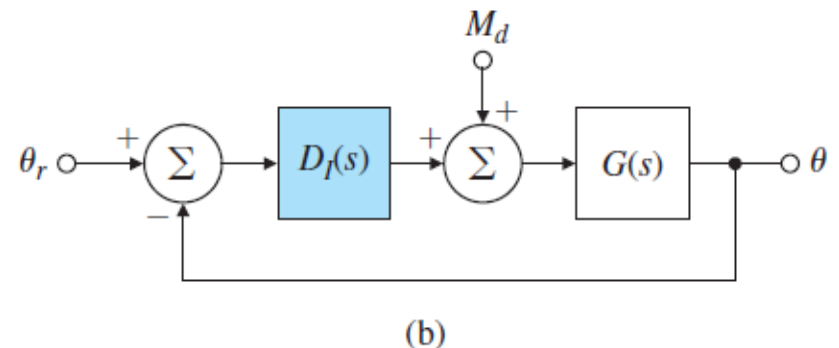 M_d
+
θ_r + Σ D_I(s) + Σ G(s) θ
−
(b)